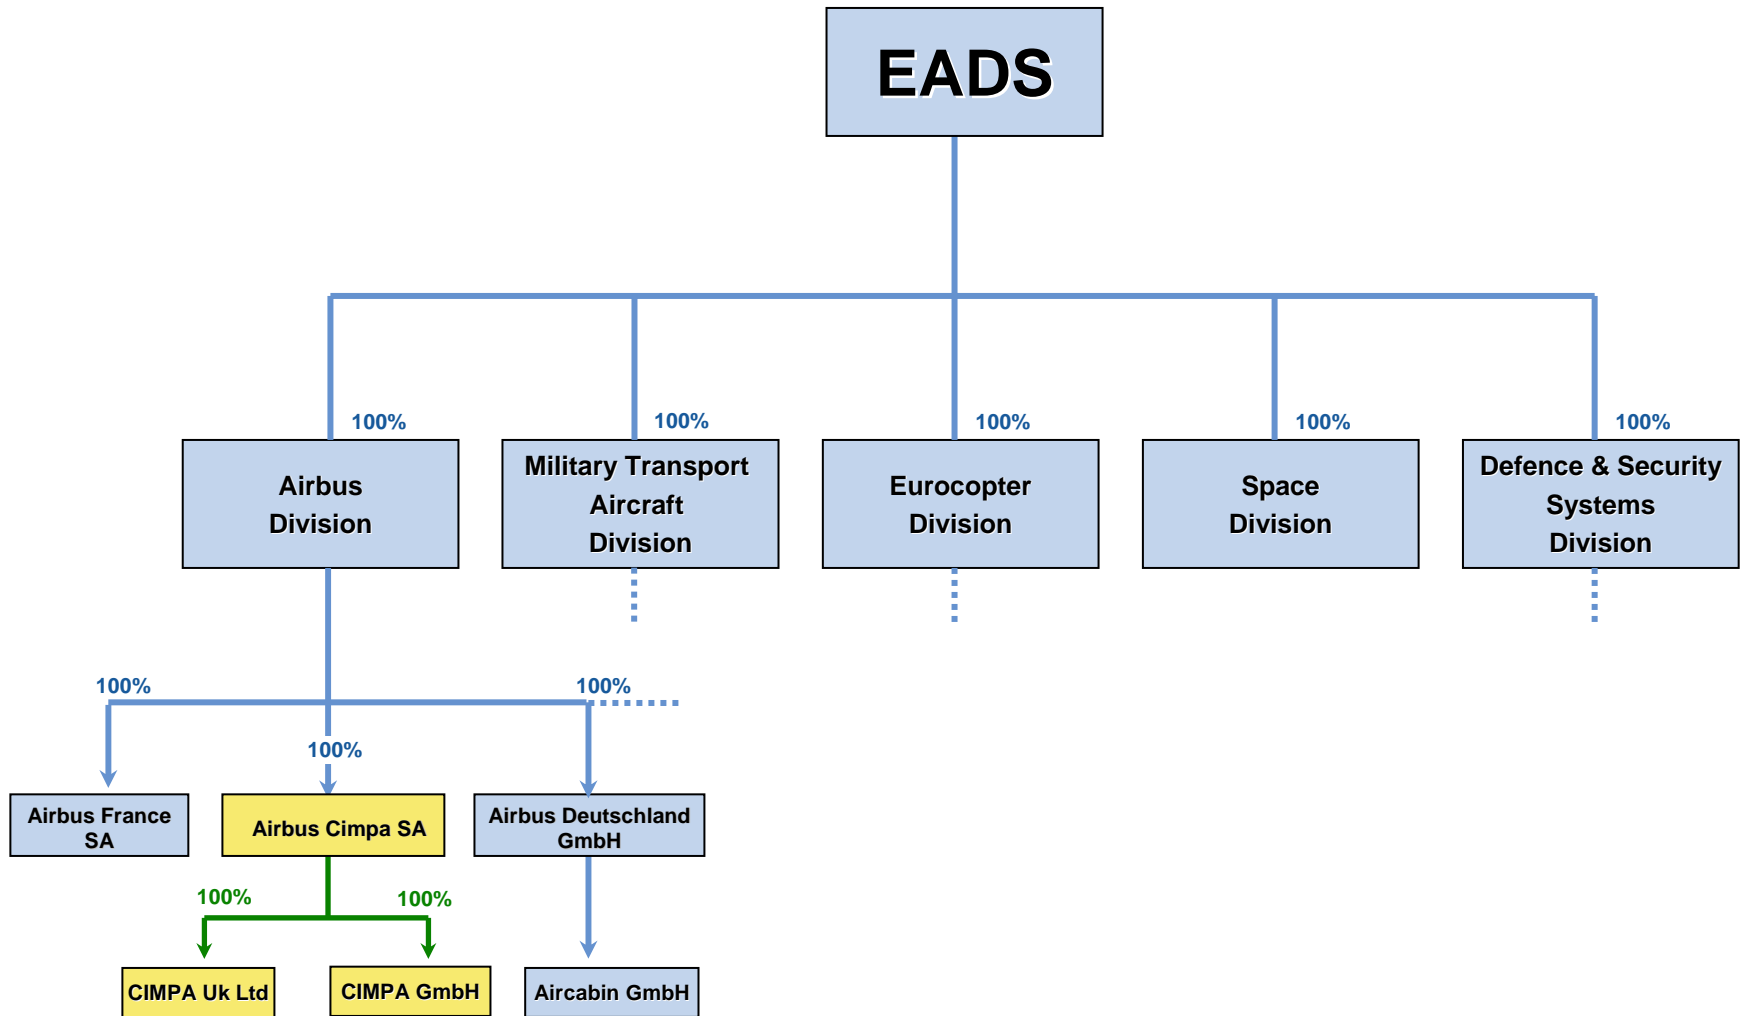 EADS
100%
100%
100%
100%
100%
Airbus
Division
Military Transport
Aircraft
Division
Eurocopter
Division
Space
Division
Defence & Security
Systems
Division
100%
100%
100%
Airbus France
SA
Airbus Cimpa SA
Airbus Deutschland
GmbH
100%
100%
CIMPA Uk Ltd
CIMPA GmbH
Aircabin GmbH